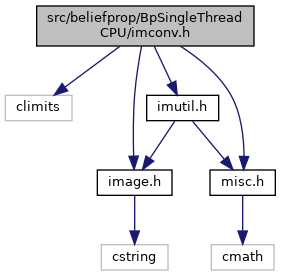 src/beliefprop/BpSingleThread
CPU/imconv.h
climits
imutil.h
image.h
misc.h
cstring
cmath